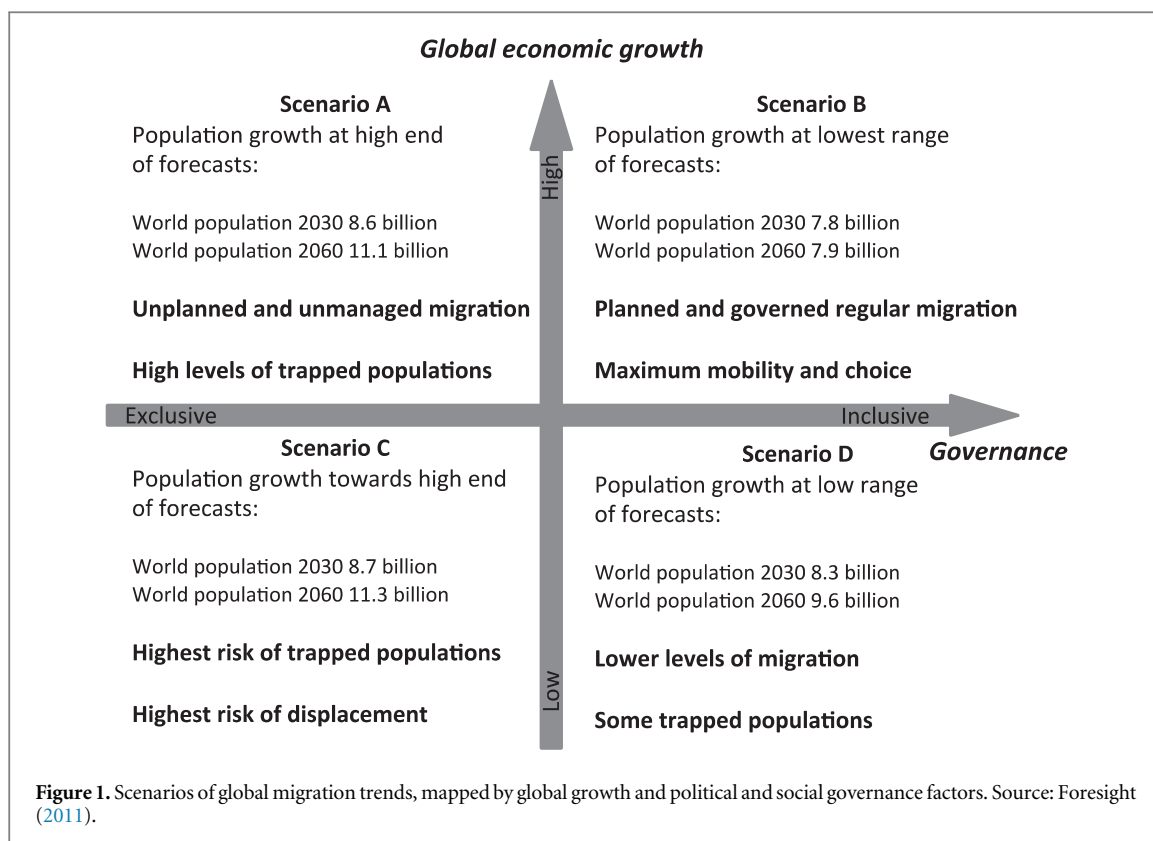 Global economic growth
Scenario A
Population growth at high end
of forecasts:
World population 2030 8.6 billion
World population 2060 11.1 billion
Unplanned and unmanaged migration
High levels of trapped populations
High
Scenario B
Population growth at lowest range
of forecasts:
World population 2030 7.8 billion
World population 2060 7.9 billion
Planned and governed regular migration
Maximum mobility and choice
Exclusive
Inclusive
Governance
Scenario C
Population growth towards high end
of forecasts:
World population 2030 8.7 billion
World population 2060 11.3 billion
Highest risk of trapped populations
Highest risk of displacement
Low
Scenario D
Population growth at low range
of forecasts:
World population 2030 8.3 billion
World population 2060 9.6 billion
Lower levels of migration
Some trapped populations
Figure 1. Scenarios of global migration trends, mapped by global growth and political and social governance factors. Source: Foresight
(2011).